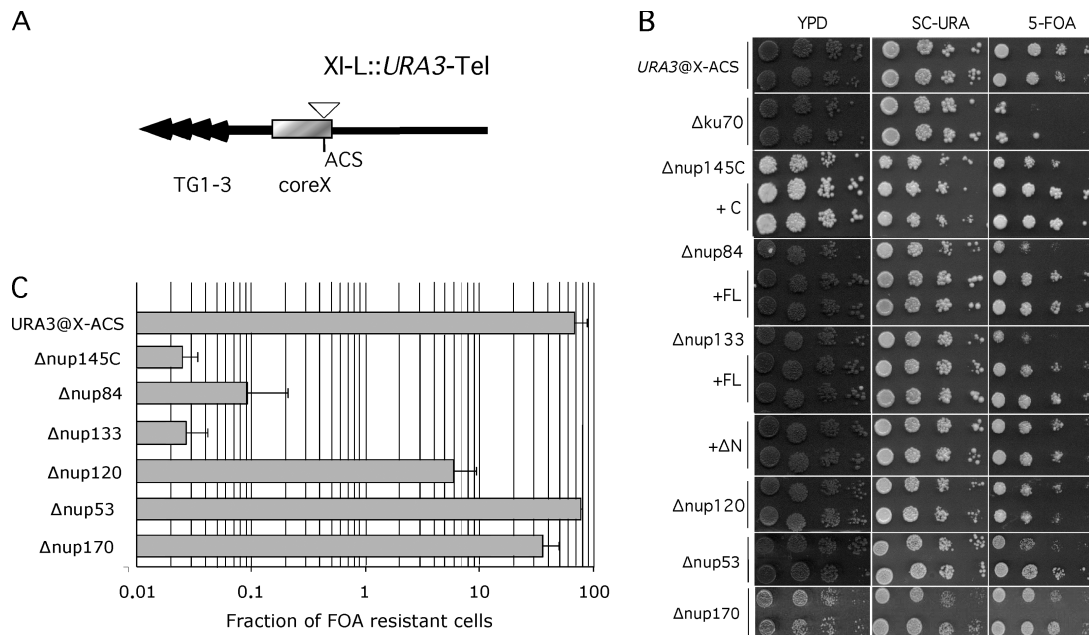 A
XI-L::URA3-Tel
ACS
TG1-3
coreX
B
YPD
SC-URA
5-FOA
URA3@X-ACS
Δku70
Δnup145C
+ C
Δnup84
+FL
Δnup133
+FL
+ΔN
Δnup120
Δnup53
Δnup170
C
URA3@X-ACS
Δnup145C
Δnup84
Δnup133
Δnup120
Δnup53
Δnup170
0.01
0.1
1
10
100
Fraction of FOA resistant cells